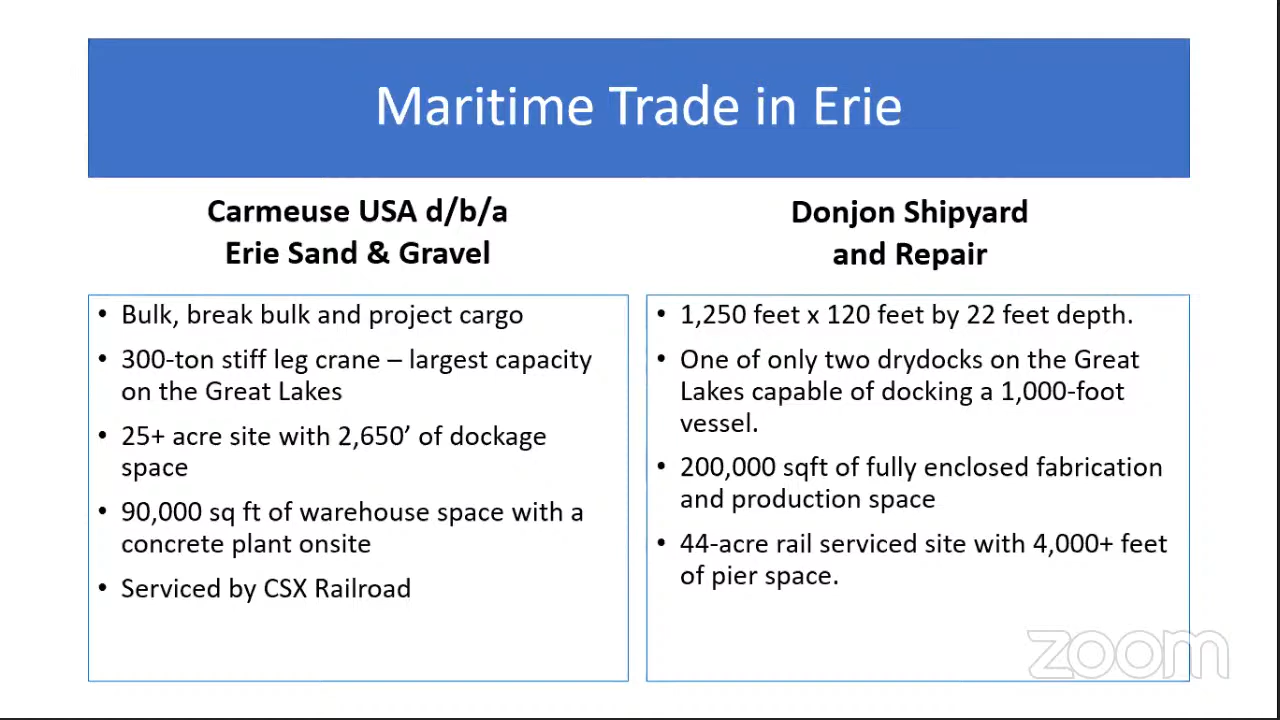 Maritime Trade in Erie
Carmeuse USA d/b/a
Erie Sand & Gravel
• Bulk, break bulk and project cargo
• 300-ton stiff leg crane – largest capacity
on the Great Lakes
• 25+ acre site with 2,650’ of dockage
space
• 90,000 sq ft of warehouse space with a
concrete plant onsite
• Serviced by CSX Railroad
Donjon Shipyard
and Repair
• 1,250 feet x 120 feet by 22 feet depth.
• One of only two drydocks on the Great
Lakes capable of docking a 1,000-foot
vessel.
• 200,000 sqft of fully enclosed fabrication
and production space
• 44-acre rail serviced site with 4,000+ feet
of pier space.
zoom